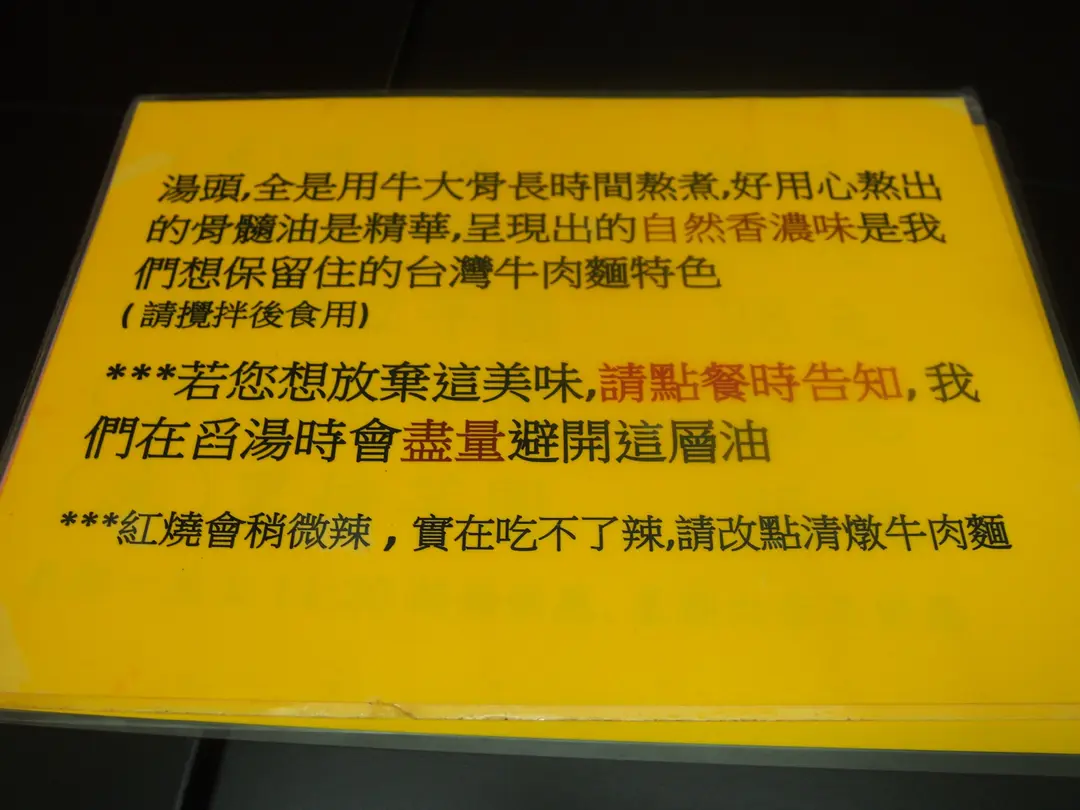 湯頭,全是用牛大骨長時間熬煮,好用心熬出
的骨髓油是精華,呈現出的自然香濃味是我
們想保留住的台灣牛肉麵特色
(請攪拌後食用)
***若您想放棄這美味,請點餐時告知,我
們在舀湯時會盡量避開這層油
***紅燒會稍微辣,實在吃不了辣,請改點清燉牛肉麵